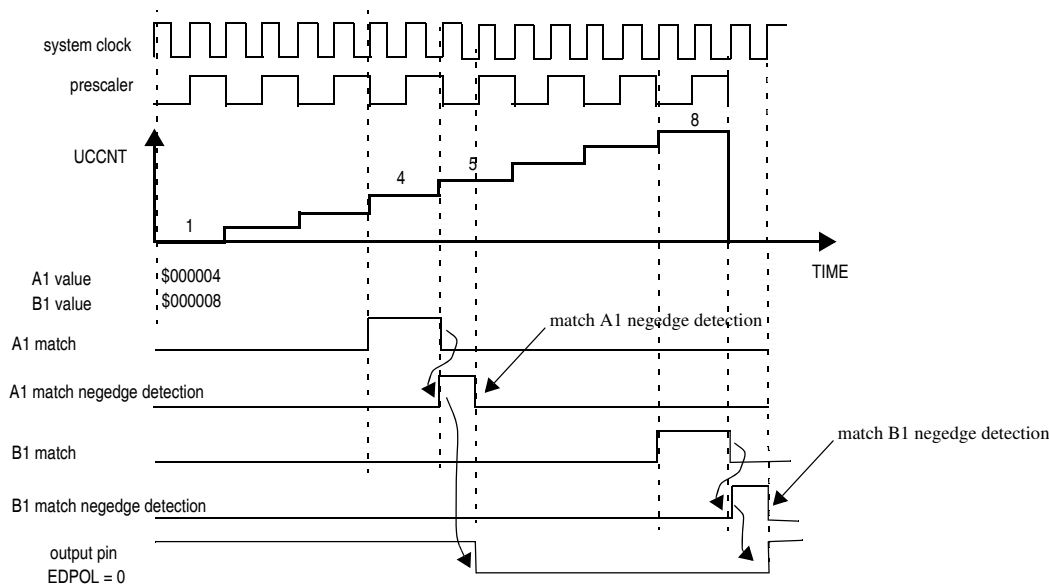 system clock
prescaler
8
UCCNT
4
5
1
TIME
A1 value $000004
B1 value $000008
match A1 negedge detection
A1 match
A1 match negedge detection
match B1 negedge detection
B1 match
B1 match negedge detection
output pin
EDPOL = 0